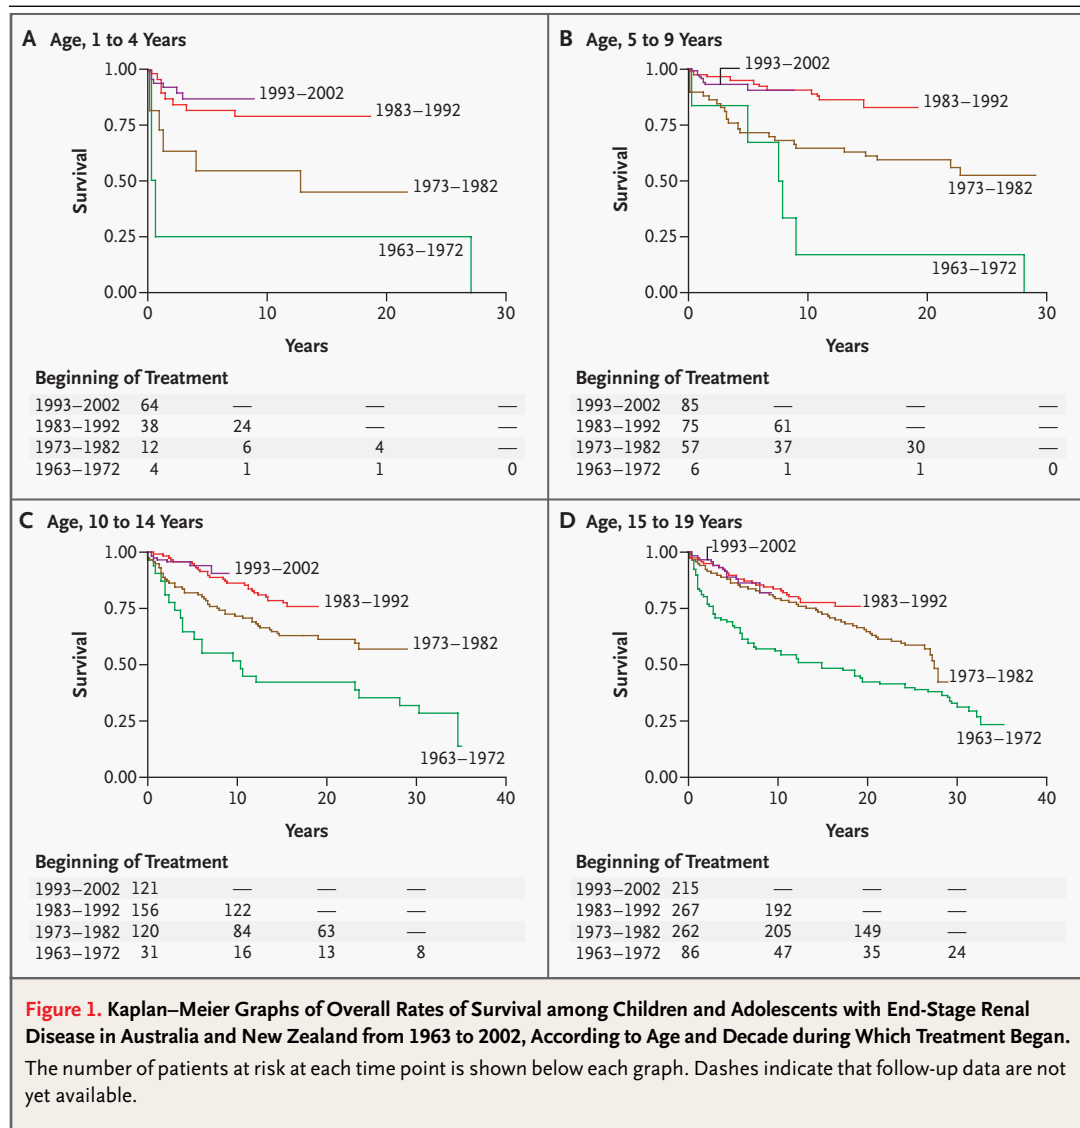 A Age, 1 to 4 Years
1.00
0.75
0.50
0.25
0.00
Survival
1993–2002
1983–1992
1973–1982
1963–1972
0 10 20 30
Years
Beginning of Treatment
1993–2002 64 — — —
1983–1992 38 24 — —
1973–1982 12 6 4 —
1963–1972 4 1 1 0
B Age, 5 to 9 Years
1.00
0.75
0.50
0.25
0.00
Survival
1993–2002
1983–1992
1973–1982
1963–1972
0 10 20 30
Years
Beginning of Treatment
1993–2002 85 — — —
1983–1992 75 61 — —
1973–1982 57 37 30 —
1963–1972 6 1 1 0
C Age, 10 to 14 Years
1.00
0.75
0.50
0.25
0.00
Survival
1993–2002
1983–1992
1973–1982
1963–1972
0 10 20 30 40
Years
Beginning of Treatment
1993–2002 121 — — —
1983–1992 156 122 — —
1973–1982 120 84 63 —
1963–1972 31 16 13 8
D Age, 15 to 19 Years
1.00
0.75
0.50
0.25
0.00
Survival
1993–2002
1983–1992
1973–1982
1963–1972
0 10 20 30 40
Years
Beginning of Treatment
1993–2002 215 — — —
1983–1992 267 192 — —
1973–1982 262 205 149 —
1963–1972 86 47 35 24
Figure 1. Kaplan–Meier Graphs of Overall Rates of Survival among Children and Adolescents with End-Stage Renal
Disease in Australia and New Zealand from 1963 to 2002, According to Age and Decade during Which Treatment Began.
The number of patients at risk at each time point is shown below each graph. Dashes indicate that follow-up data are not
yet available.